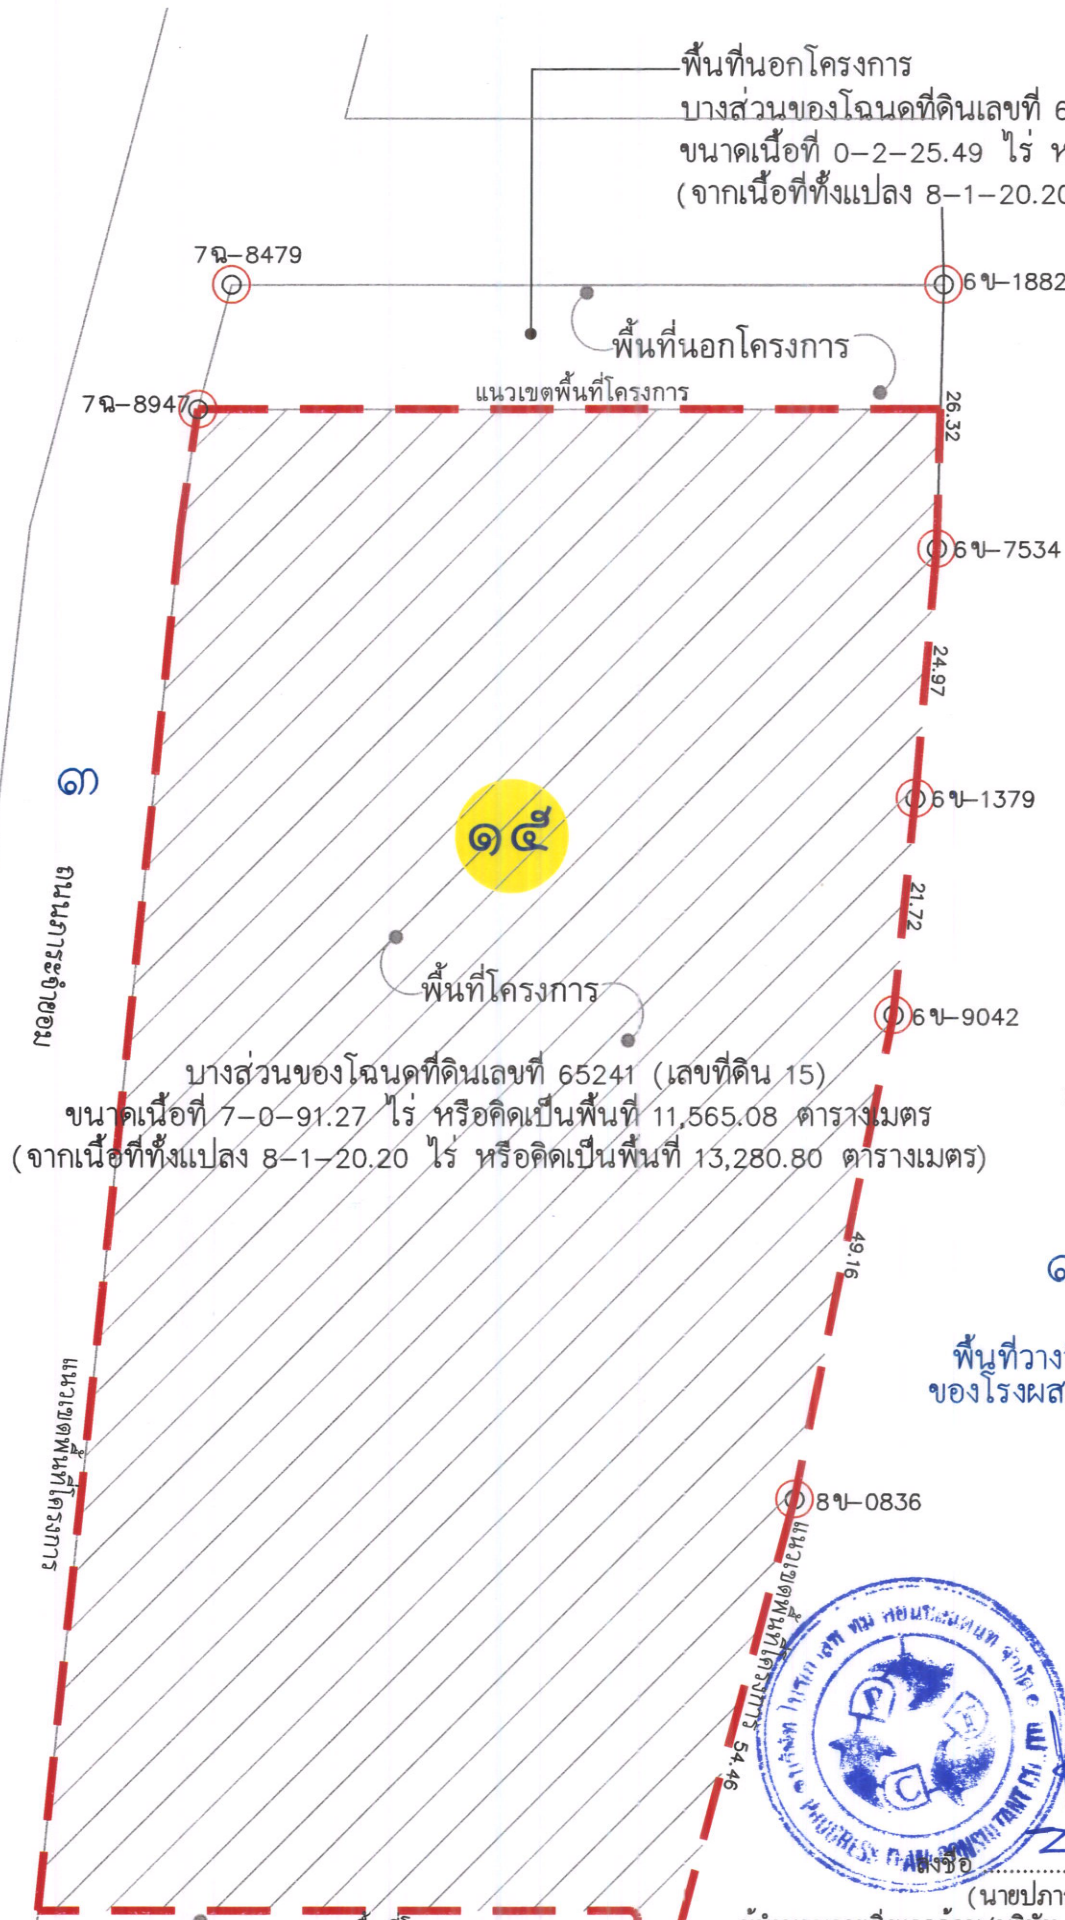 พื้นที่นอกโครงการ
บางส่วนของโฉนดที่ดินเลขที่ 6
ขนาดเนื้อที่ 0-2-25.49 ไร่ ห
(จากเนื้อที่ทั้งแปลง 8-1-20.20
7ฉ-8479
6ข-1882
พื้นที่นอกโครงการ
แนวเขตพื้นที่โครงการ
7ฉ-8947
26.32
6ข-7534
24.97
๓
6ข-1379
๑๕
21.72
ถนนภาระจำยอม
พื้นที่โครงการ
6ข-9042
บางส่วนของโฉนดที่ดินเลขที่ 65241 (เลขที่ดิน 15)
ขนาดเนื้อที่ 7-0-91.27 ไร่ หรือคิดเป็นพื้นที่ 11,565.08 ตารางเมตร
(จากเนื้อที่ทั้งแปลง 8-1-20.20 ไร่ หรือคิดเป็นพื้นที่ 13,280.80 ตารางเมตร)
49.16
พื้นที่วาง
ของโรงผส
แนวเขตพื้นที่โครงการ
8ข-0836
แนวเขตพื้นที่โครงการ
54.46
ลงชื่อ
(นายปภา